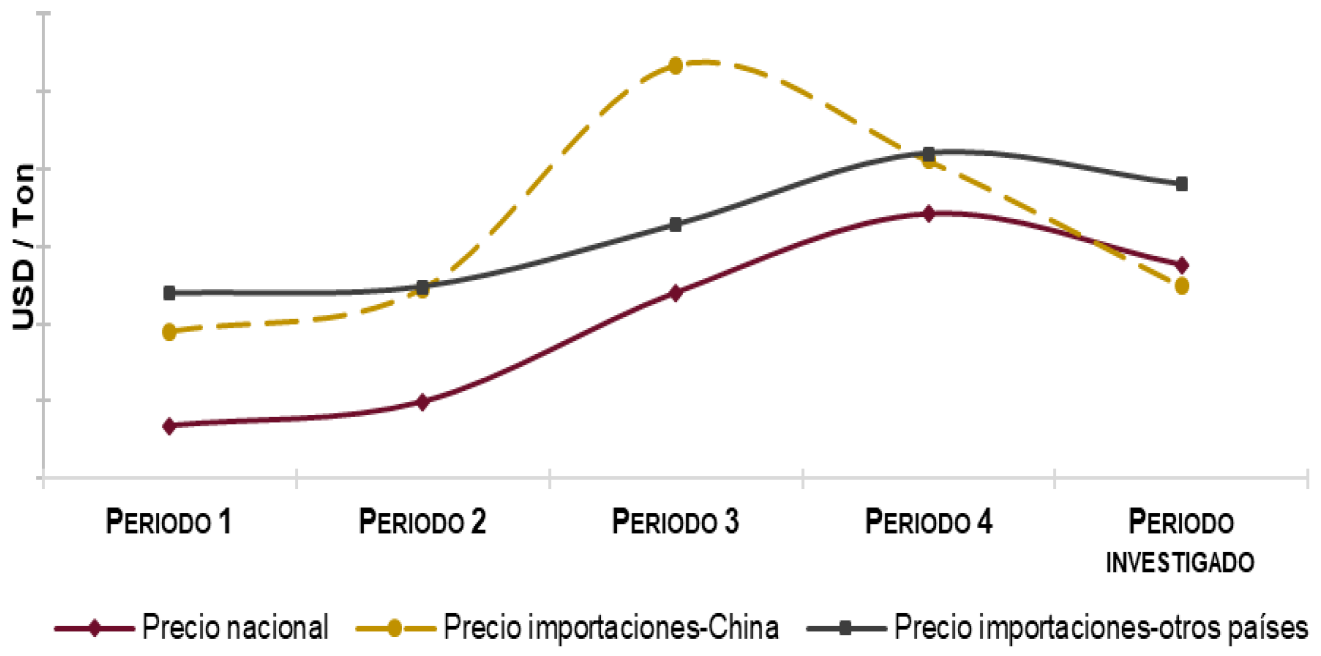 USD / Ton
PERIODO 1
PERIODO 2
PERIODO 3
PERIODO 4
PERIODO
INVESTIGADO
Precio nacional
Precio importaciones-China
Precio importaciones-otros países